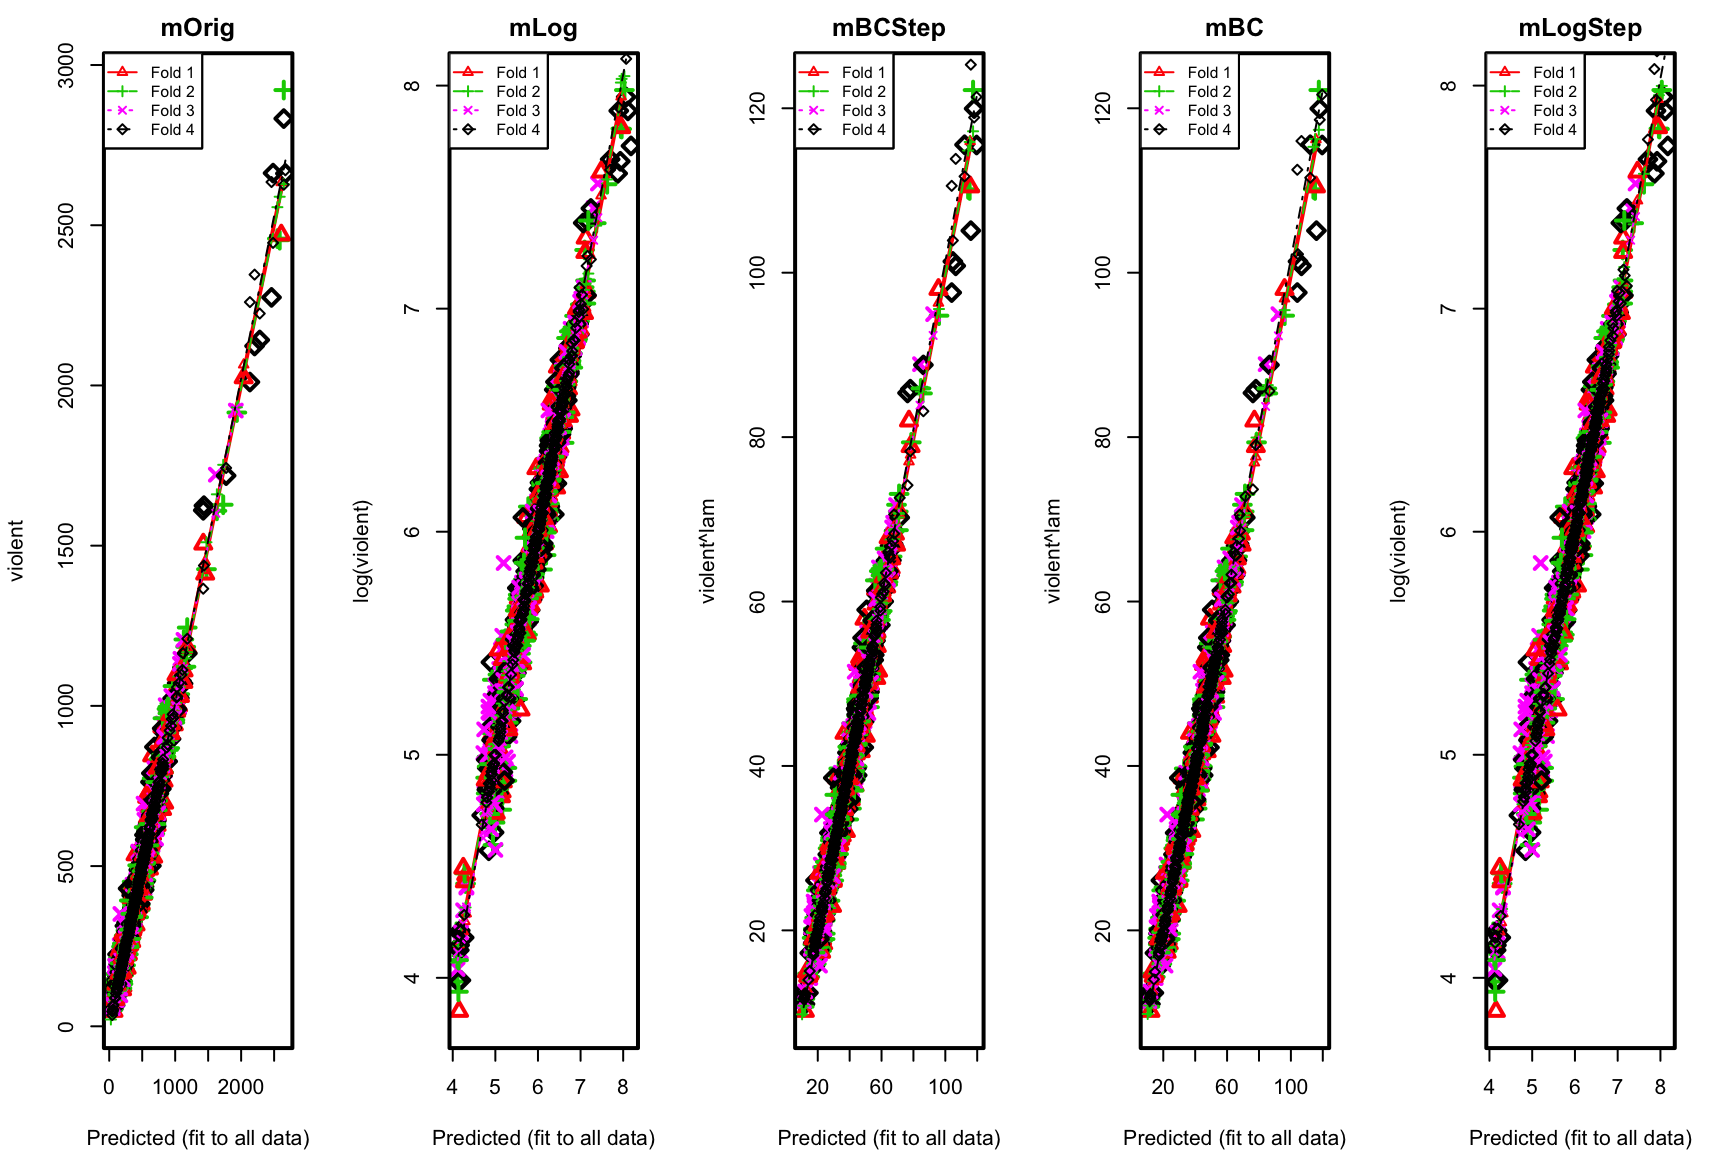 mOrig
violent
3000
2500
2000
1500
1000
500
0
Fold 1
Fold 2
Fold 3
Fold 4
0 1000 2000
Predicted (fit to all data)
mLog
log(violent)
8
7
6
5
4
Fold 1
Fold 2
Fold 3
Fold 4
4 5 6 7 8
Predicted (fit to all data)
mBCStep
violent^lam
120
100
80
60
40
20
Fold 1
Fold 2
Fold 3
Fold 4
20 60 100
Predicted (fit to all data)
mBC
violent^lam
120
100
80
60
40
20
Fold 1
Fold 2
Fold 3
Fold 4
20 60 100
Predicted (fit to all data)
mLogStep
log(violent)
8
7
6
5
4
Fold 1
Fold 2
Fold 3
Fold 4
4 5 6 7 8
Predicted (fit to all data)